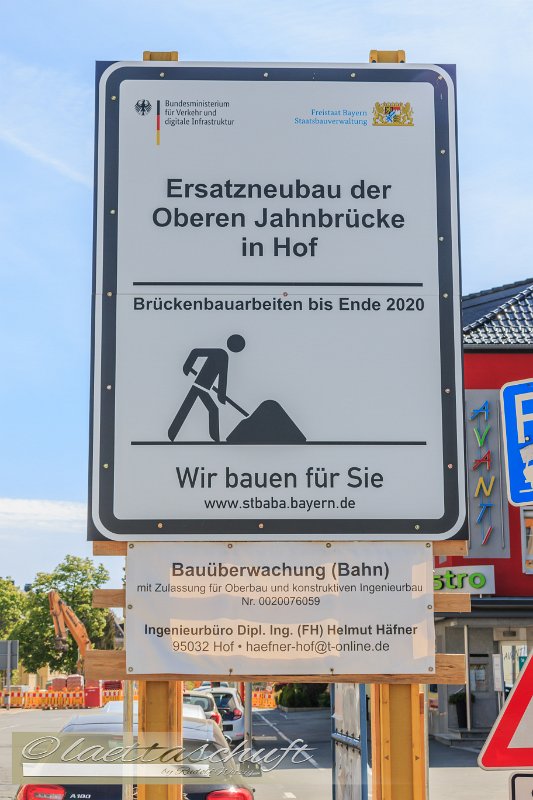 Bundesministerium
für Verkehr und
digitale Infrastruktur
Freistaat Bayern
Staatsbauverwaltung
Ersatzneubau der
Oberen Jahnbrücke
in Hof
Brückenbauarbeiten bis Ende 2020
Wir bauen für Sie
www.stbaba.bayern.de
Bauüberwachung (Bahn)
mit Zulassung für Oberbau und konstruktiven Ingenieurbau
Nr. 0020076059
Ingenieurbüro Dipl. Ing. (FH) Helmut Häfner
95032 Hof • haefner-hof@t-online.de
AVANTI
stro
©laettaschuft